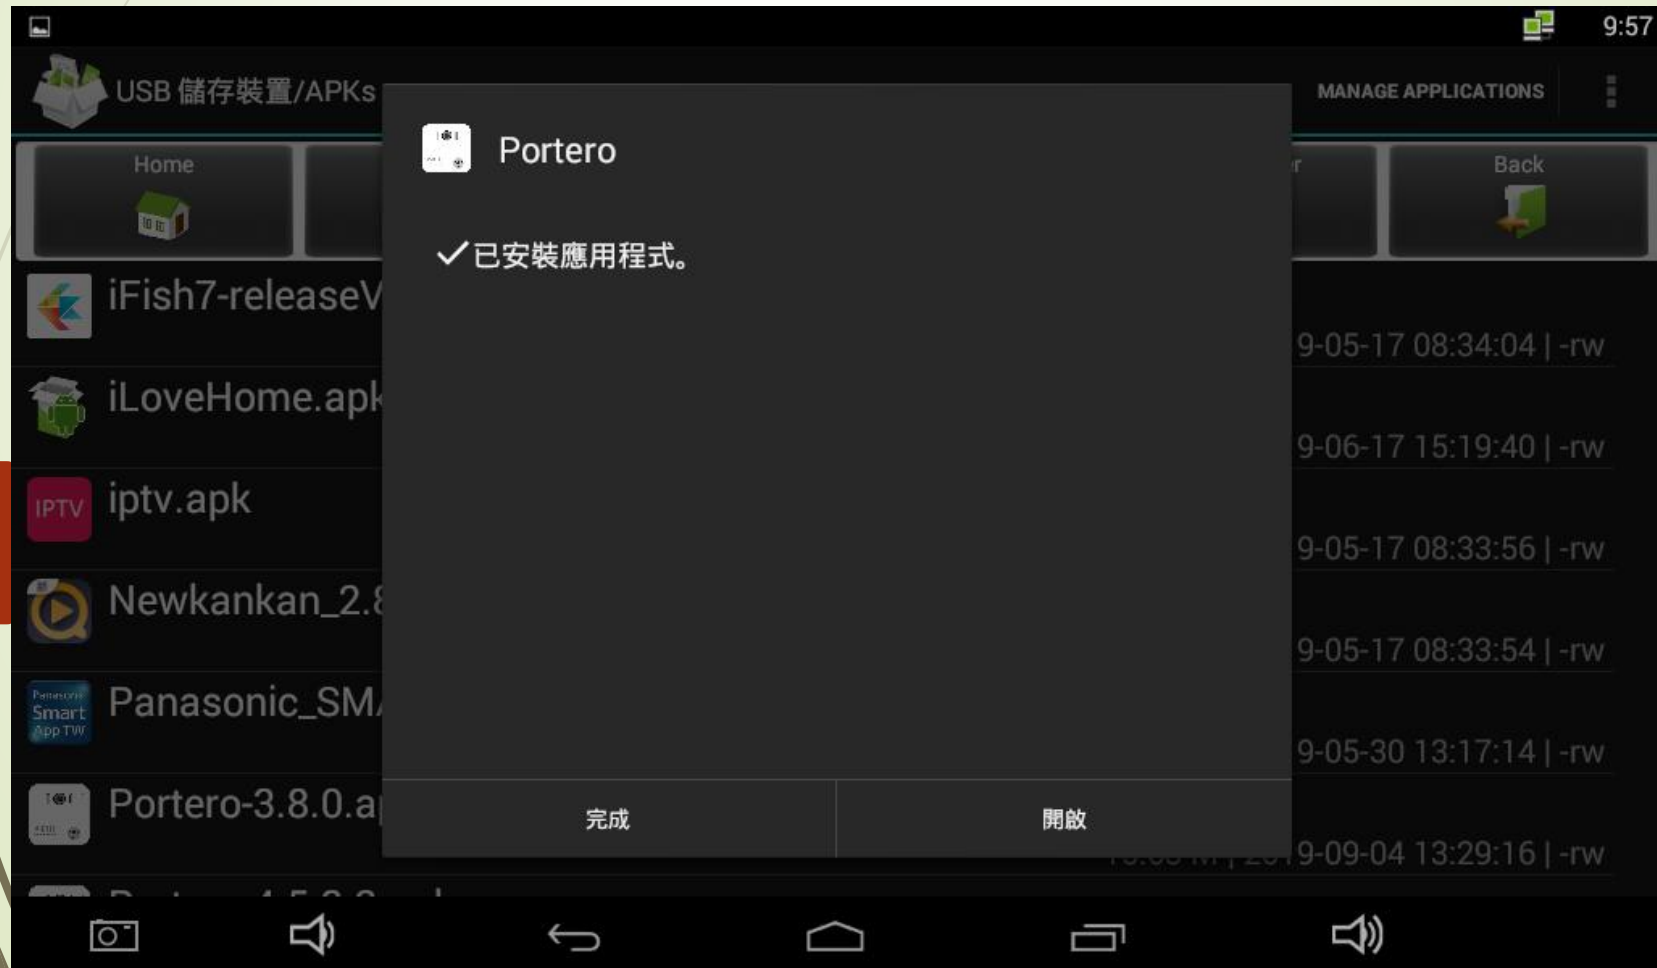 9:57
USB 儲存裝置/APKs
MANAGE APPLICATIONS
Portero
Home
Back
已安裝應用程式。
iFish7-releaseV
9-05-17 08:34:04 | -rw
iLoveHome.apk
9-06-17 15:19:40 | -rw
IPTV
iptv.apk
9-05-17 08:33:56 | -rw
Newkankan_2.8
9-05-17 08:33:54 | -rw
Panasonic
Smart
App TW
Panasonic_SMA
9-05-30 13:17:14 | -rw
Portero-3.8.0.a
完成
開啟
9-09-04 13:29:16 | -rw